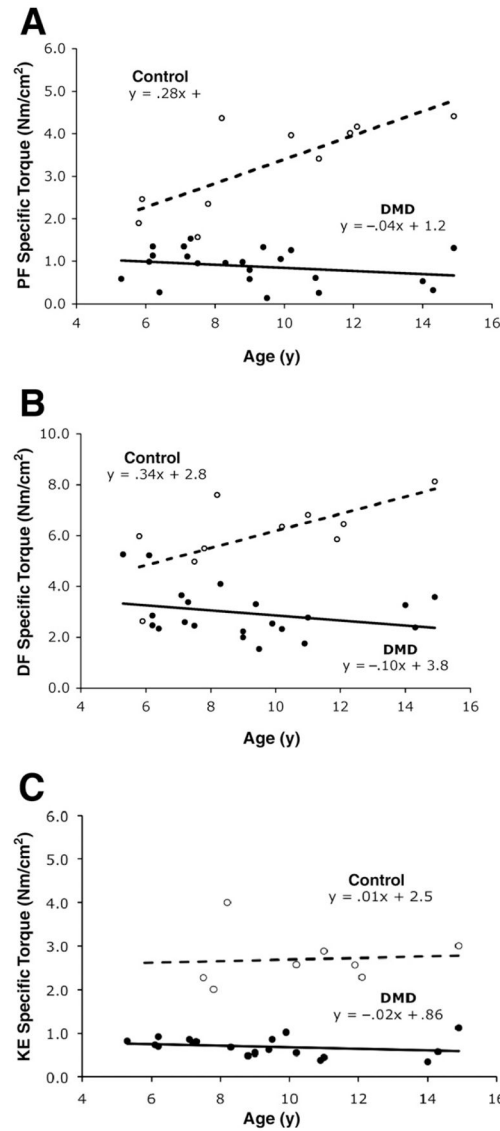 A
PF Specific Torque (Nm/cm²)
6.0
5.0
4.0
3.0
2.0
1.0
0.0
Control
y = .28x +
DMD
y = –.04x + 1.2
4 6 8 10 12 14 16
Age (y)
B
DF Specific Torque (Nm/cm²)
10.0
8.0
6.0
4.0
2.0
0.0
Control
y = .34x + 2.8
DMD
y = –.10x + 3.8
4 6 8 10 12 14 16
Age (y)
C
KE Specific Torque (Nm/cm²)
6.0
5.0
4.0
3.0
2.0
1.0
0.0
Control
y = .01x + 2.5
DMD
y = –.02x + .86
4 6 8 10 12 14 16
Age (y)